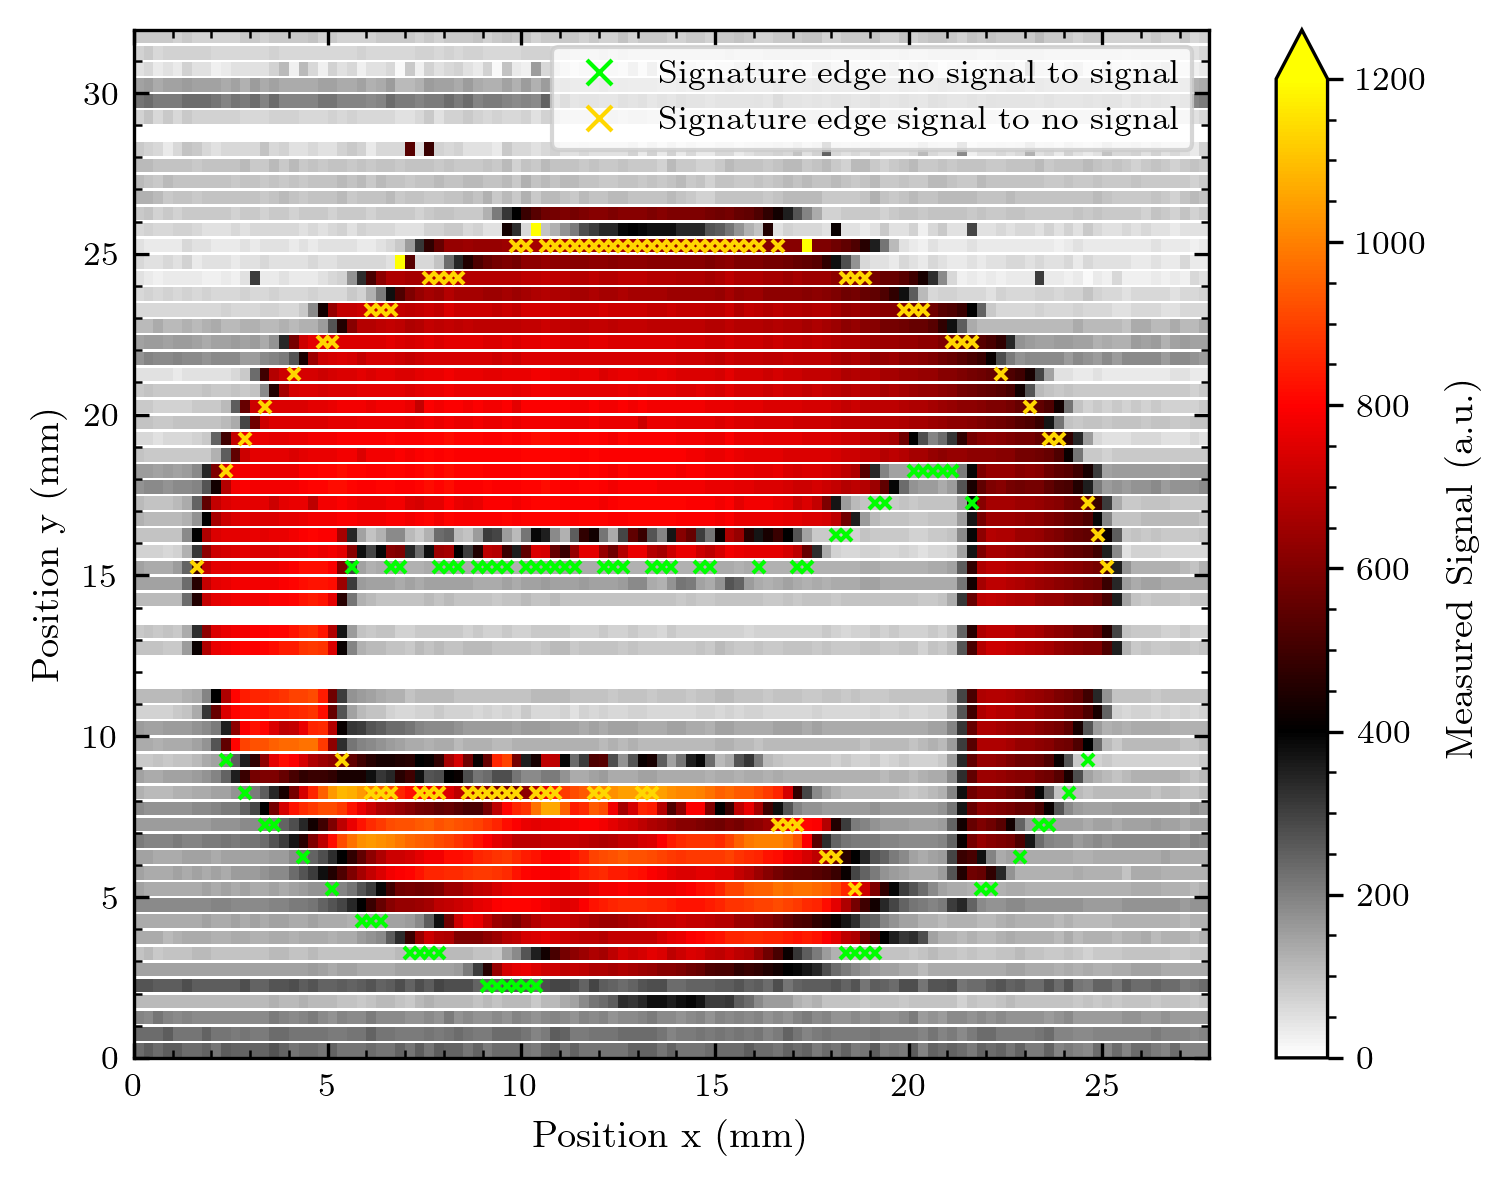 Signature edge no signal to signal
Signature edge signal to no signal
30
25
20
15
10
5
0
0 5 10 15 20 25
Position x (mm)
Position y (mm)
1200
1000
800
600
400
200
0
Measured Signal (a.u.)